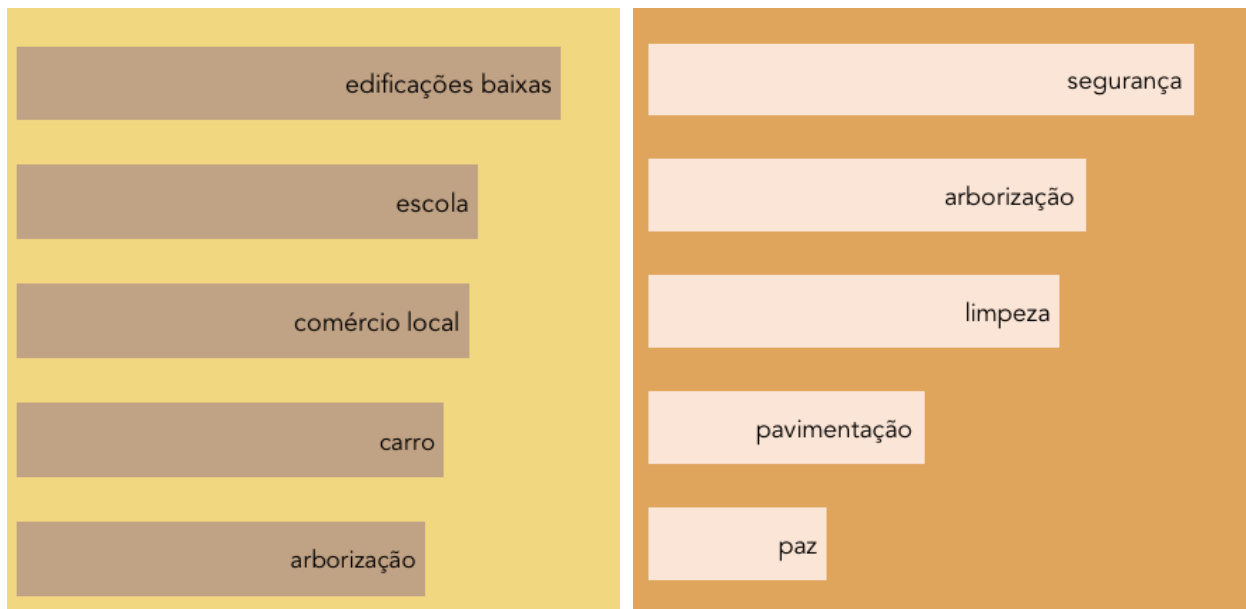 edificações baixas
escola
comércio local
carro
arborização
segurança
arborização
limpeza
pavimentação
paz